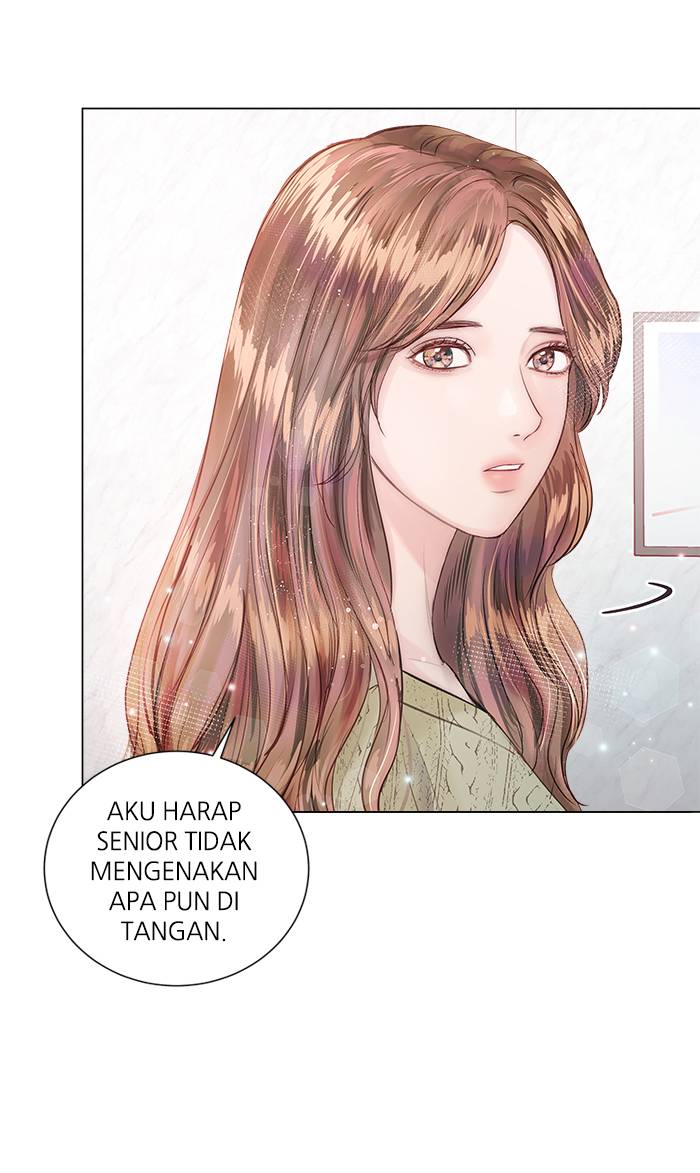 AKU HARAP
SENIOR TIDAK
MENGENAKAN
APA PUN DI
TANGAN.